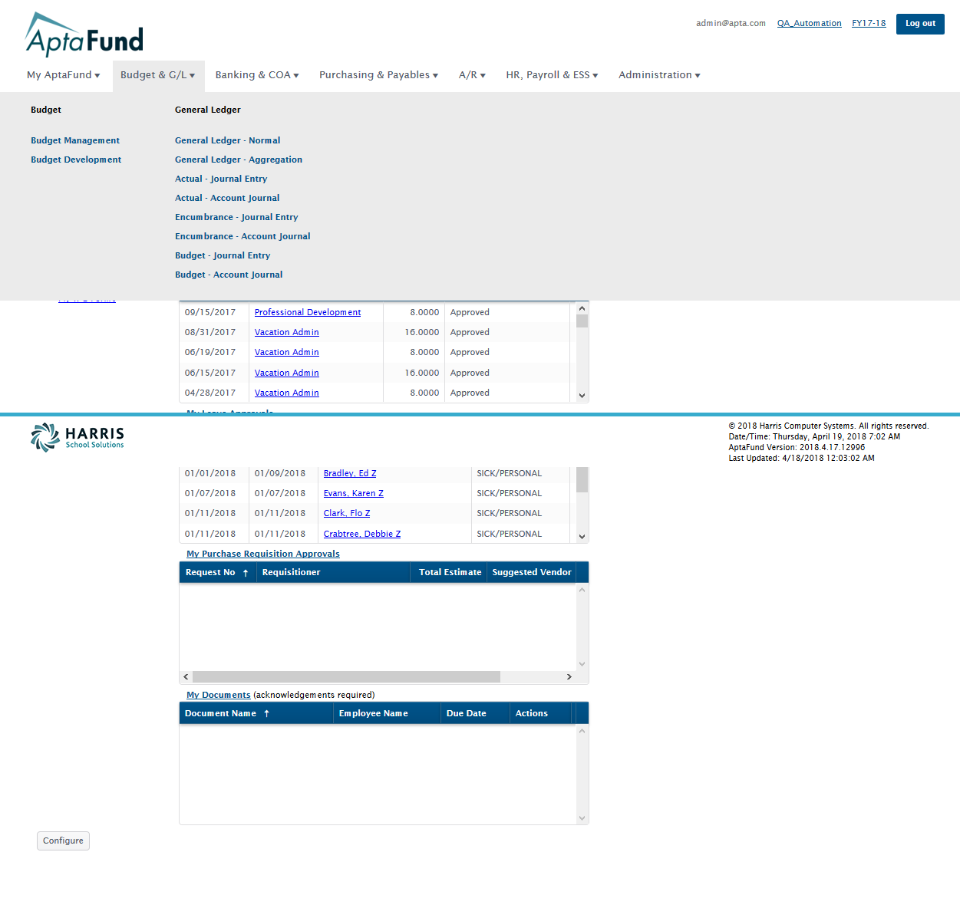 AptaFund
admin@apta.com QA_Automation FY17-18 Log out
My AptaFund ▾ Budget & G/L ▾ Banking & COA ▾ Purchasing & Payables ▾ A/R ▾ HR, Payroll & ESS ▾ Administration ▾
Budget General Ledger
Budget Management General Ledger - Normal
Budget Development General Ledger - Aggregation
Actual - Journal Entry
Actual - Account Journal
Encumbrance - Journal Entry
Encumbrance - Account Journal
Budget - Journal Entry
Budget - Account Journal
09/15/2017 Professional Development 8.0000 Approved
08/31/2017 Vacation Admin 16.0000 Approved
06/19/2017 Vacation Admin 8.0000 Approved
06/15/2017 Vacation Admin 16.0000 Approved
04/28/2017 Vacation Admin 8.0000 Approved
My Leave Approvals
HARRIS
School Solutions
© 2018 Harris Computer Systems. All rights reserved.
Date/Time: Thursday, April 19, 2018 7:02 AM
AptaFund Version: 2018.4.17.12996
Last Updated: 4/18/2018 12:03:02 AM
01/01/2018 01/09/2018 Bradley, Ed Z SICK/PERSONAL
01/07/2018 01/07/2018 Evans, Karen Z SICK/PERSONAL
01/11/2018 01/11/2018 Clark, Flo Z SICK/PERSONAL
01/11/2018 01/11/2018 Crabtree, Debbie Z SICK/PERSONAL
My Purchase Requisition Approvals
Request No ↑ Requisitioner Total Estimate Suggested Vendor
My Documents (acknowledgements required)
Document Name ↑ Employee Name Due Date Actions
Configure